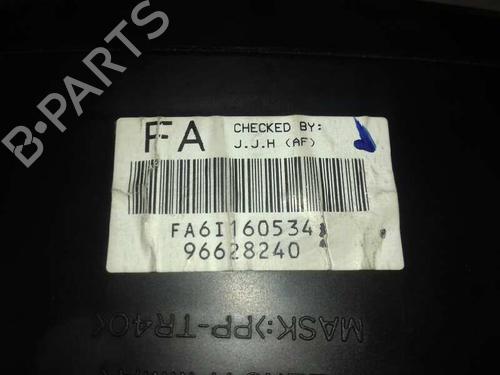 B-PARTS
FA CHECKED BY:
J.J.H (AF)
FA6I160534
96628240
MASK:>PP-TR40<